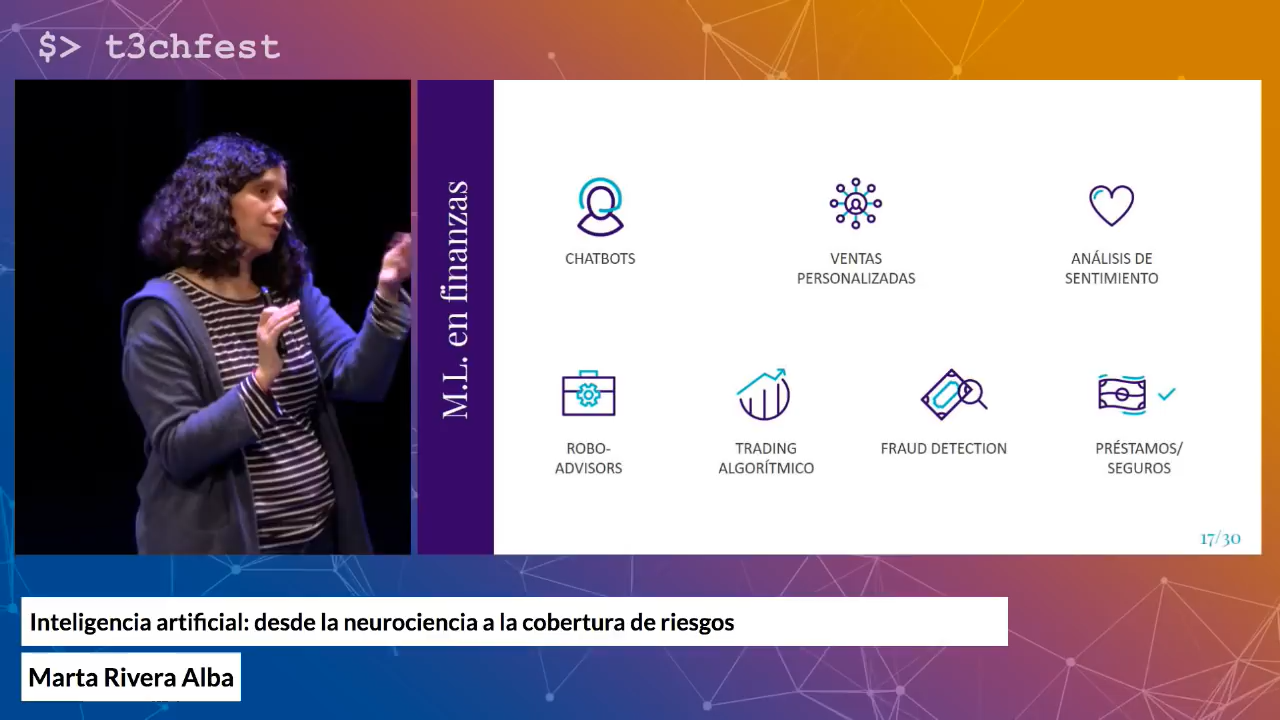 $> t3chfest
M.L. en finanzas
CHATBOTS
VENTAS
PERSONALIZADAS
ANÁLISIS DE
SENTIMIENTO
ROBO-
ADVISORS
TRADING
ALGORÍTMICO
FRAUD DETECTION
PRÉSTAMOS/
SEGUROS
17/30
Inteligencia artificial: desde la neurociencia a la cobertura de riesgos
Marta Rivera Alba